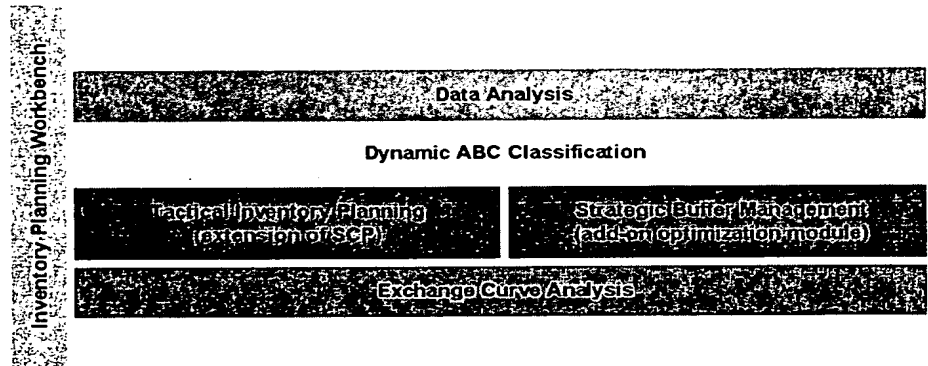 Inventory Planning Workbench
Data Analysis
Dynamic ABC Classification
Tactical Inventory Planning
(extension of SCP)
Strategic Buffer Management
(add-on optimization module)
Exchange Curve Analysis